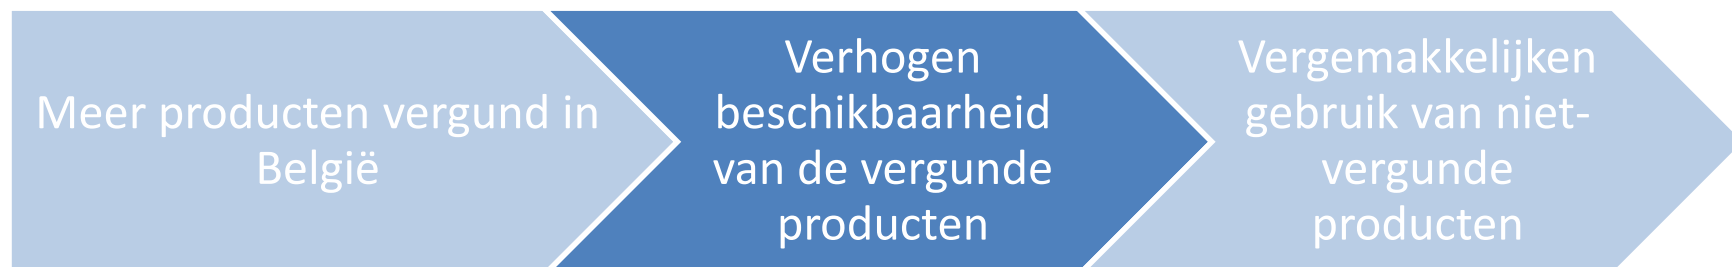 Meer producten vergund in
België
Verhogen
beschikbaarheid
van de vergunde
producten
Vergemakkelijken
gebruik van niet-
vergunde
producten